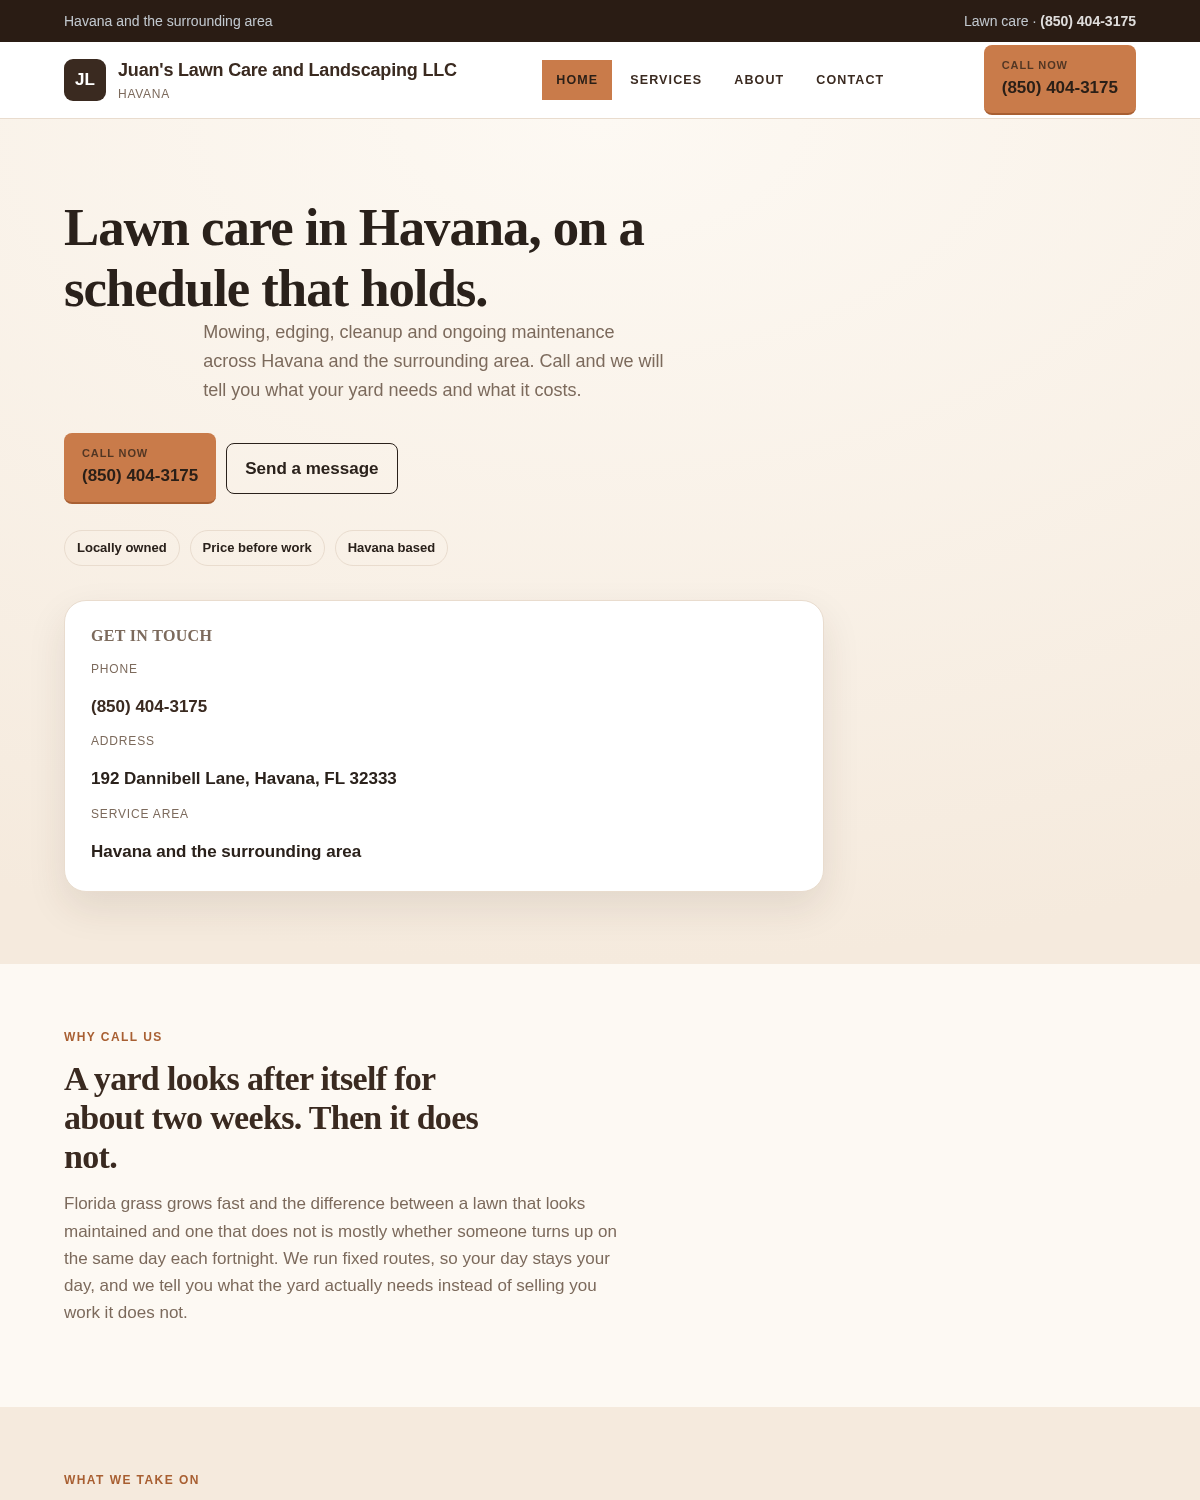 Havana and the surrounding area
Lawn care · (850) 404-3175
JL
Juan's Lawn Care and Landscaping LLC
HAVANA
HOME
SERVICES
ABOUT
CONTACT
CALL NOW
(850) 404-3175
Lawn care in Havana, on a
schedule that holds.
Mowing, edging, cleanup and ongoing maintenance
across Havana and the surrounding area. Call and we will
tell you what your yard needs and what it costs.
CALL NOW
(850) 404-3175
Send a message
Locally owned
Price before work
Havana based
GET IN TOUCH
PHONE
(850) 404-3175
ADDRESS
192 Dannibell Lane, Havana, FL 32333
SERVICE AREA
Havana and the surrounding area
WHY CALL US
A yard looks after itself for
about two weeks. Then it does
not.
Florida grass grows fast and the difference between a lawn that looks
maintained and one that does not is mostly whether someone turns up on
the same day each fortnight. We run fixed routes, so your day stays your
day, and we tell you what the yard actually needs instead of selling you
work it does not.
WHAT WE TAKE ON